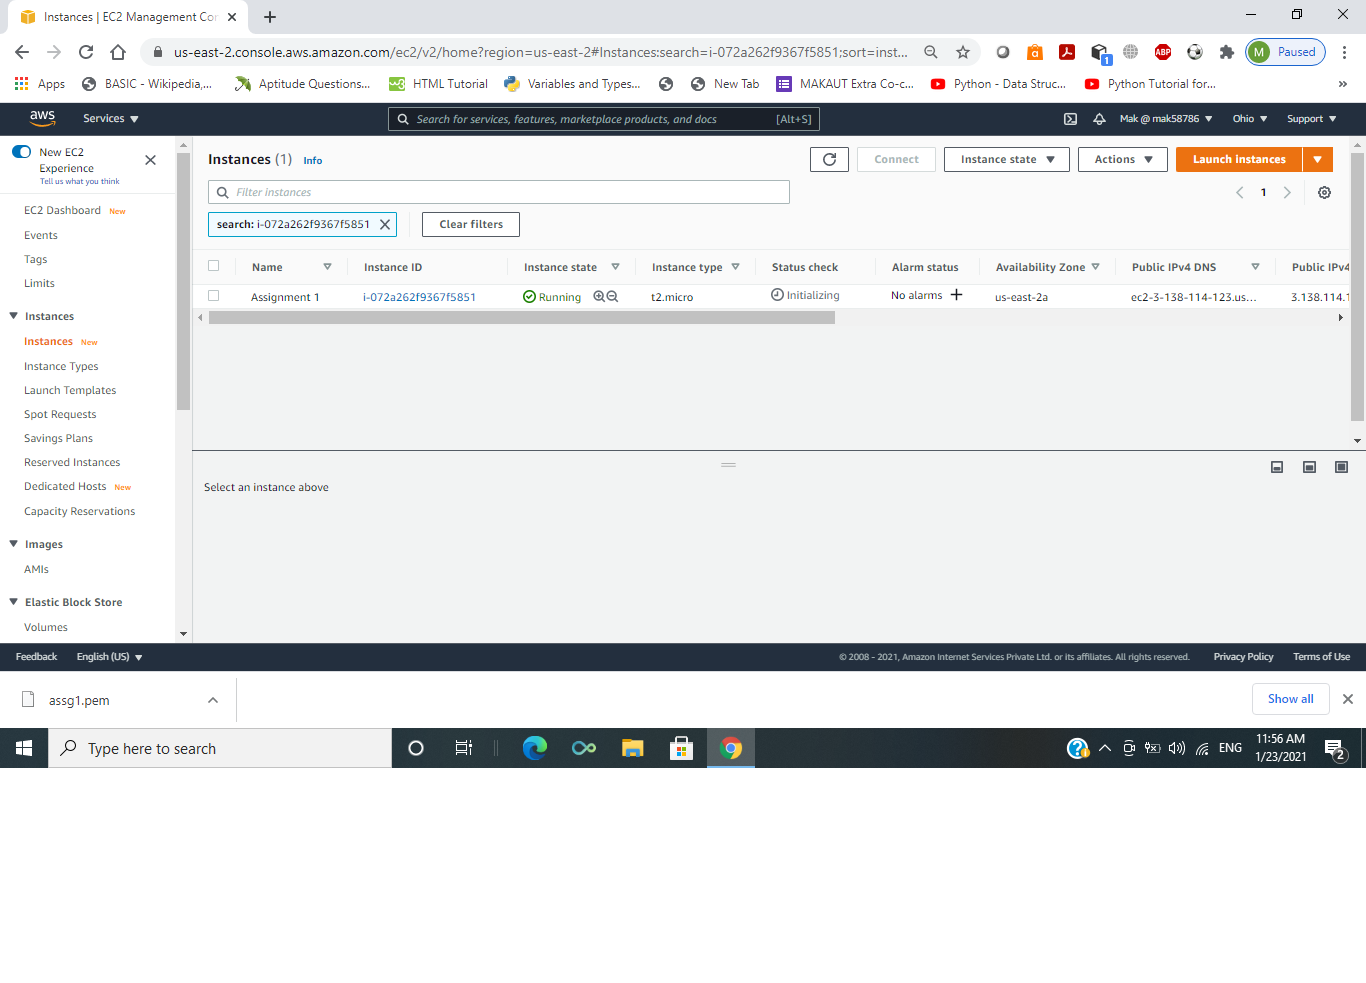 Instances | EC2 Management Con
us-east-2.console.aws.amazon.com/ec2/v2/home?region=us-east-2#Instances:search=i-072a262f9367f5851;sort=inst...
1
ABP
M Paused
Apps BASIC - Wikipedia,... Aptitude Questions... HTML Tutorial Variables and Types... New Tab MAKAUT Extra Co-c... Python - Data Struc... Python Tutorial for... »
aws Services Search for services, features, marketplace products, and docs [Alt+S] Mak @ mak58786 Ohio Support
New EC2
Experience
Tell us what you think
EC2 Dashboard New
Events
Tags
Limits
Instances
Instances New
Instance Types
Launch Templates
Spot Requests
Savings Plans
Reserved Instances
Dedicated Hosts New
Capacity Reservations
Images
AMIs
Elastic Block Store
Volumes
Instances (1) Info Connect Instance state Actions Launch instances
Filter instances 1
search: i-072a262f9367f5851 Clear filters
Name Instance ID Instance state Instance type Status check Alarm status Availability Zone Public IPv4 DNS Public IPv4
Assignment 1 i-072a262f9367f5851 Running t2.micro Initializing No alarms us-east-2a ec2-3-138-114-123.us... 3.138.114.1
Select an instance above
Feedback English (US) © 2008 - 2021, Amazon Internet Services Private Ltd. or its affiliates. All rights reserved. Privacy Policy Terms of Use
assg1.pem Show all
Type here to search ENG 11:56 AM
1/23/2021
2